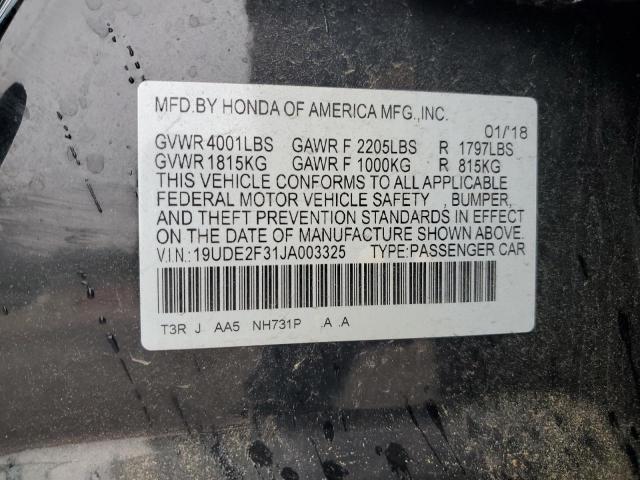 MFD.BY HONDA OF AMERICA MFG.,INC.
01/'18
GVWR 4001LBS GAWR F 2205LBS R 1797LBS
GVWR 1815KG GAWR F 1000KG R 815KG
THIS VEHICLE CONFORMS TO ALL APPLICABLE
FEDERAL MOTOR VEHICLE SAFETY , BUMPER,
AND THEFT PREVENTION STANDARDS IN EFFECT
ON THE DATE OF MANUFACTURE SHOWN ABOVE.
V.I.N.:19UDE2F31JA003325 TYPE:PASSENGER CAR
T3R J AA5 NH731P .A .A